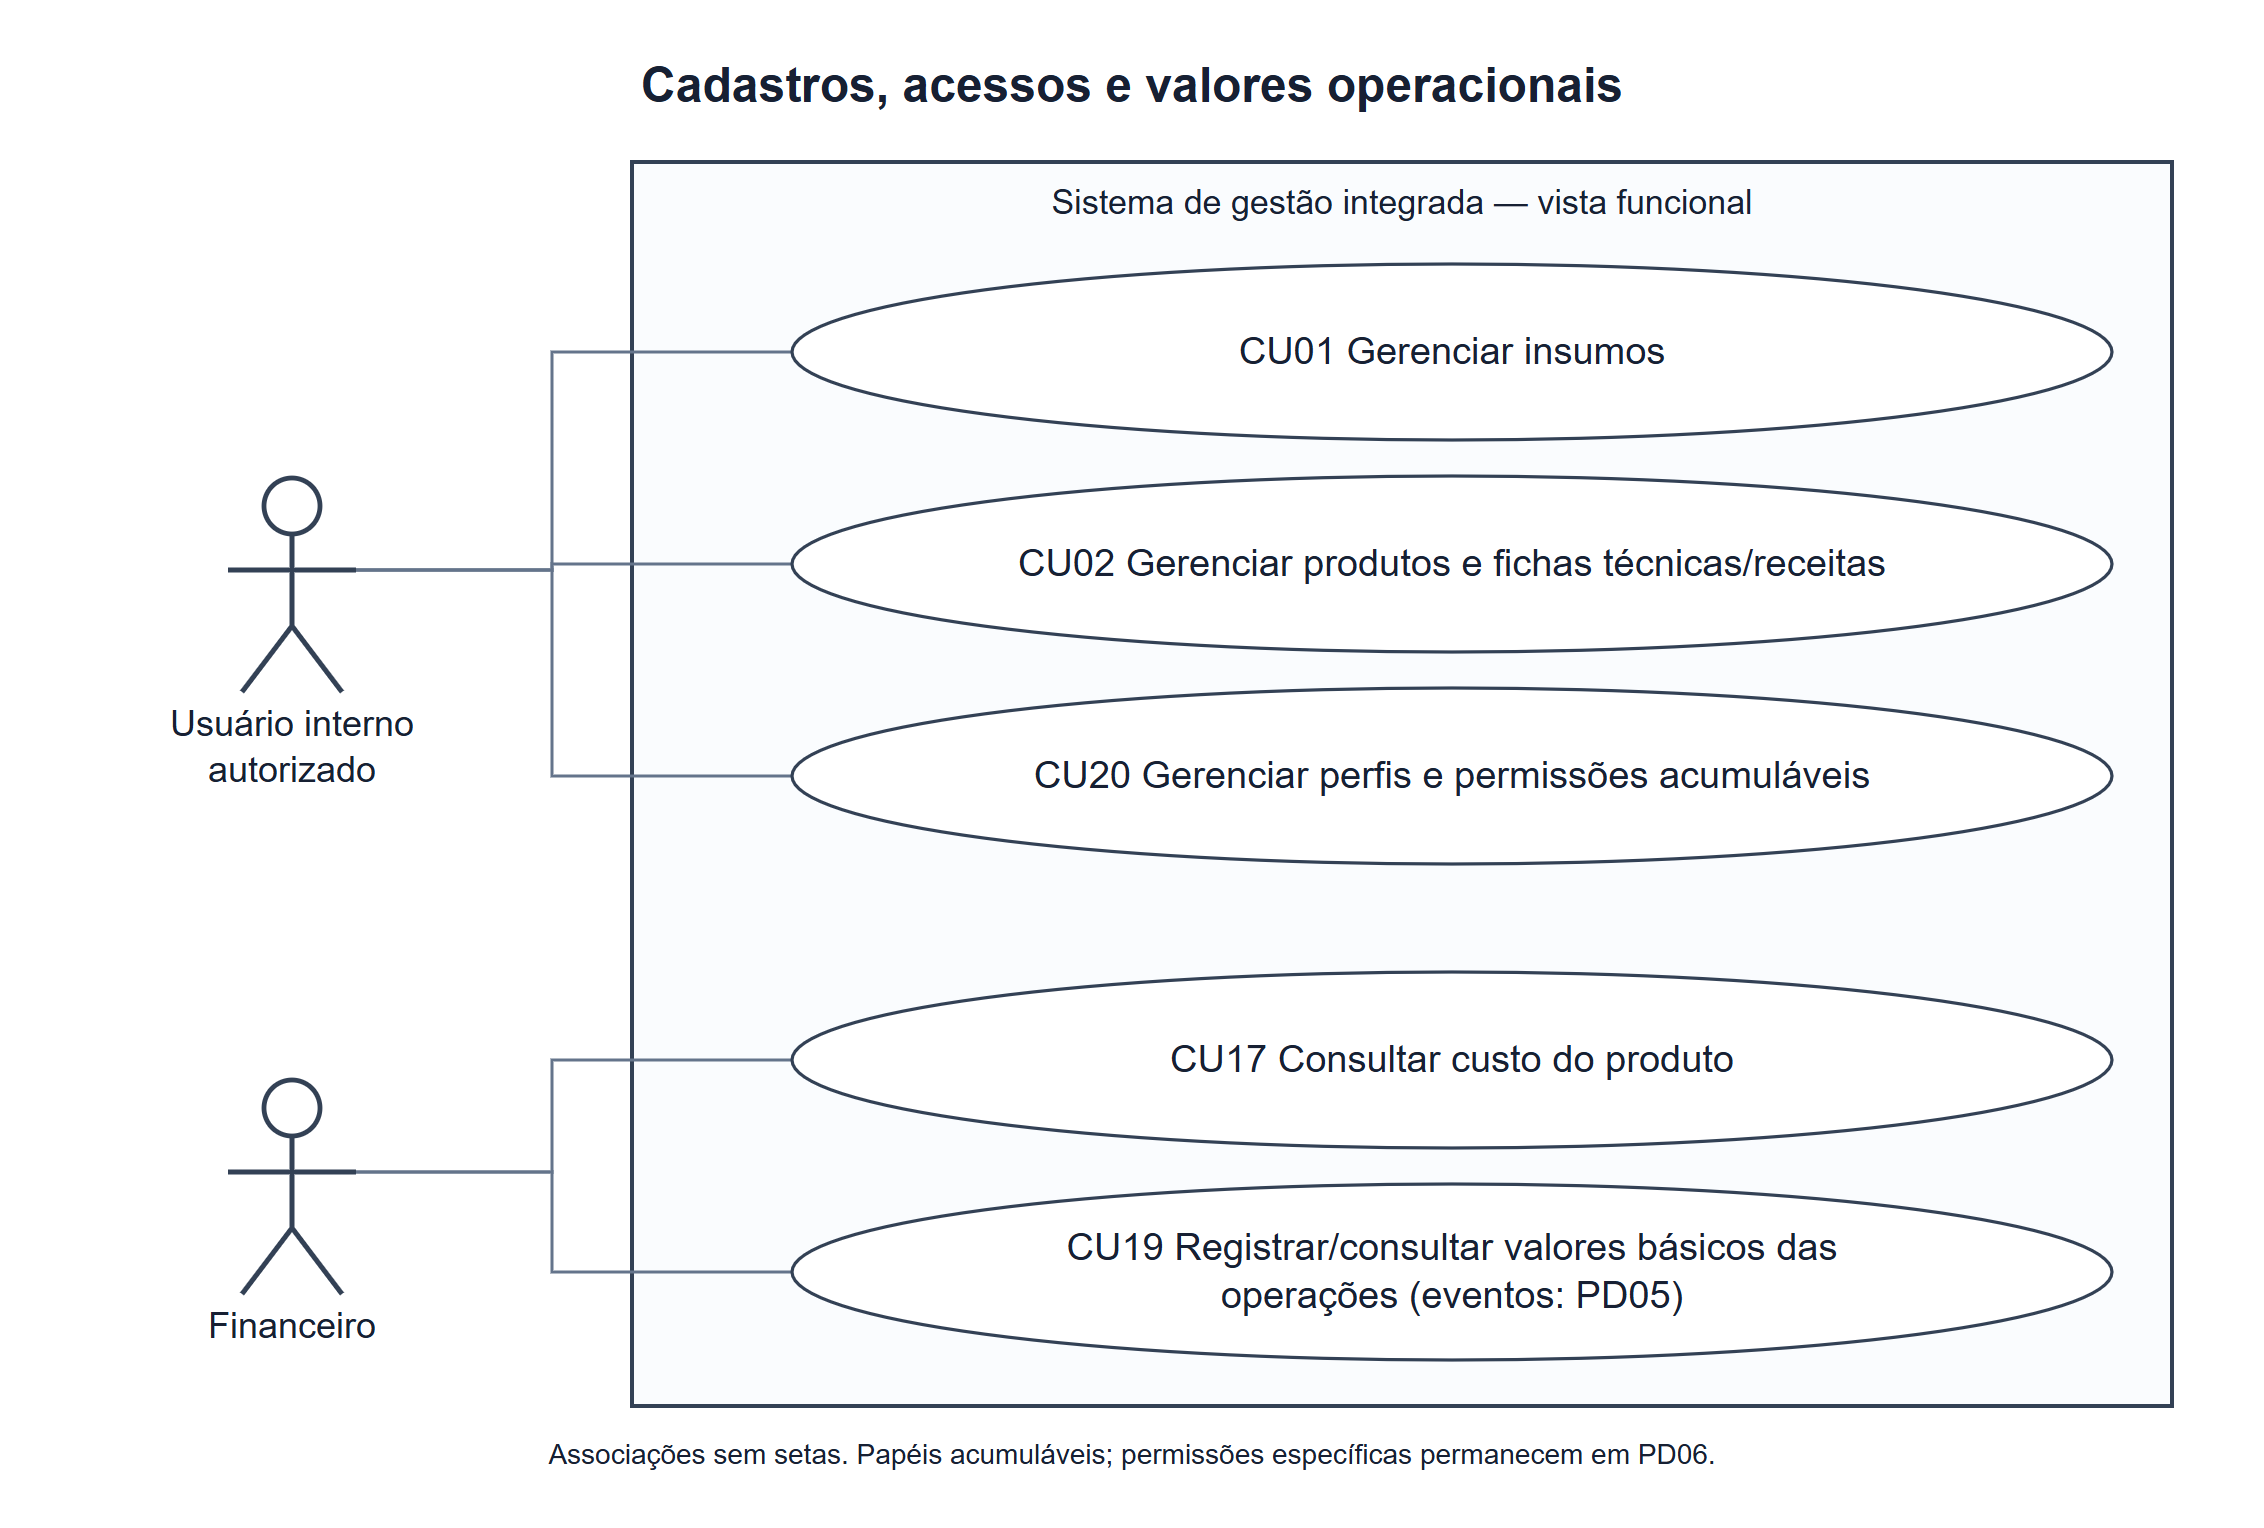 Cadastros, acessos e valores operacionais
Sistema de gestão integrada — vista funcional
CU01 Gerenciar insumos
CU02 Gerenciar produtos e fichas técnicas/receitas
Usuário interno
autorizado
CU20 Gerenciar perfis e permissões acumuláveis
CU17 Consultar custo do produto
CU19 Registrar/consultar valores básicos das
operações (eventos: PD05)
Financeiro
Associações sem setas. Papéis acumuláveis; permissões específicas permanecem em PD06.